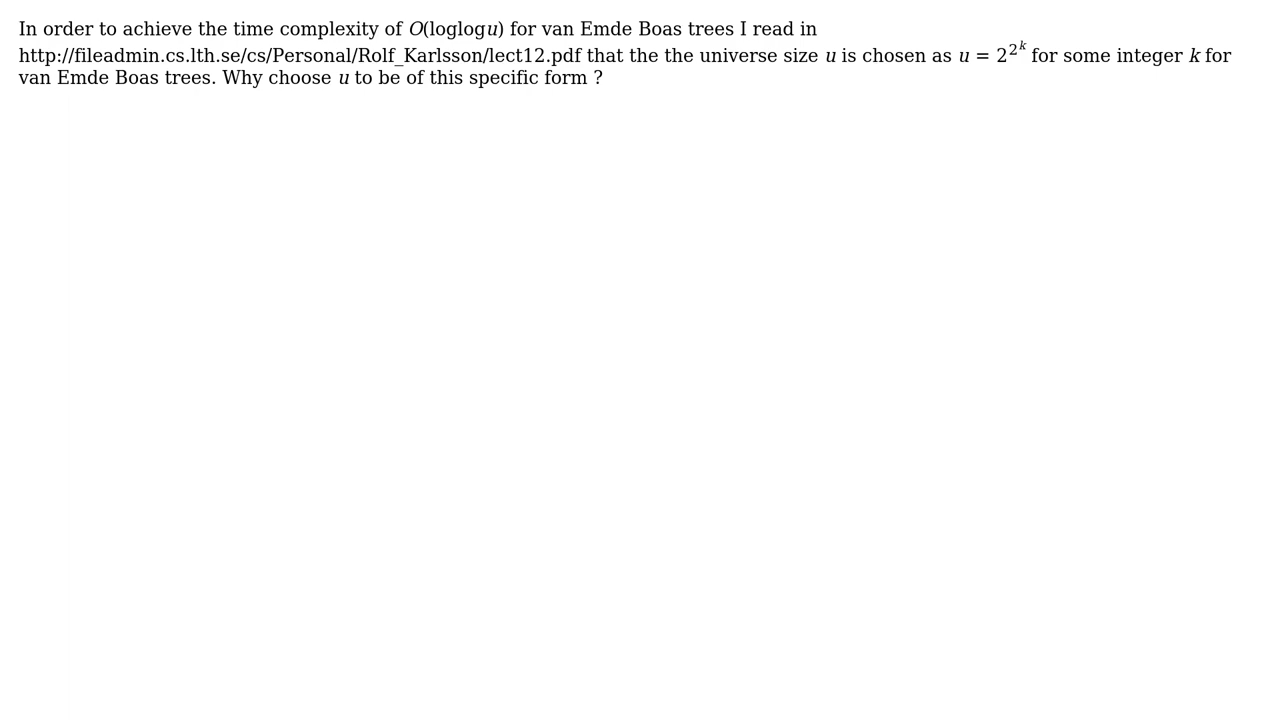 In order to achieve the time complexity of O(loglogu) for van Emde Boas trees I read in
http://fileadmin.cs.lth.se/cs/Personal/Rolf_Karlsson/lect12.pdf that the the universe size u is chosen as u = 2^{2^k} for some integer k for
van Emde Boas trees. Why choose u to be of this specific form ?